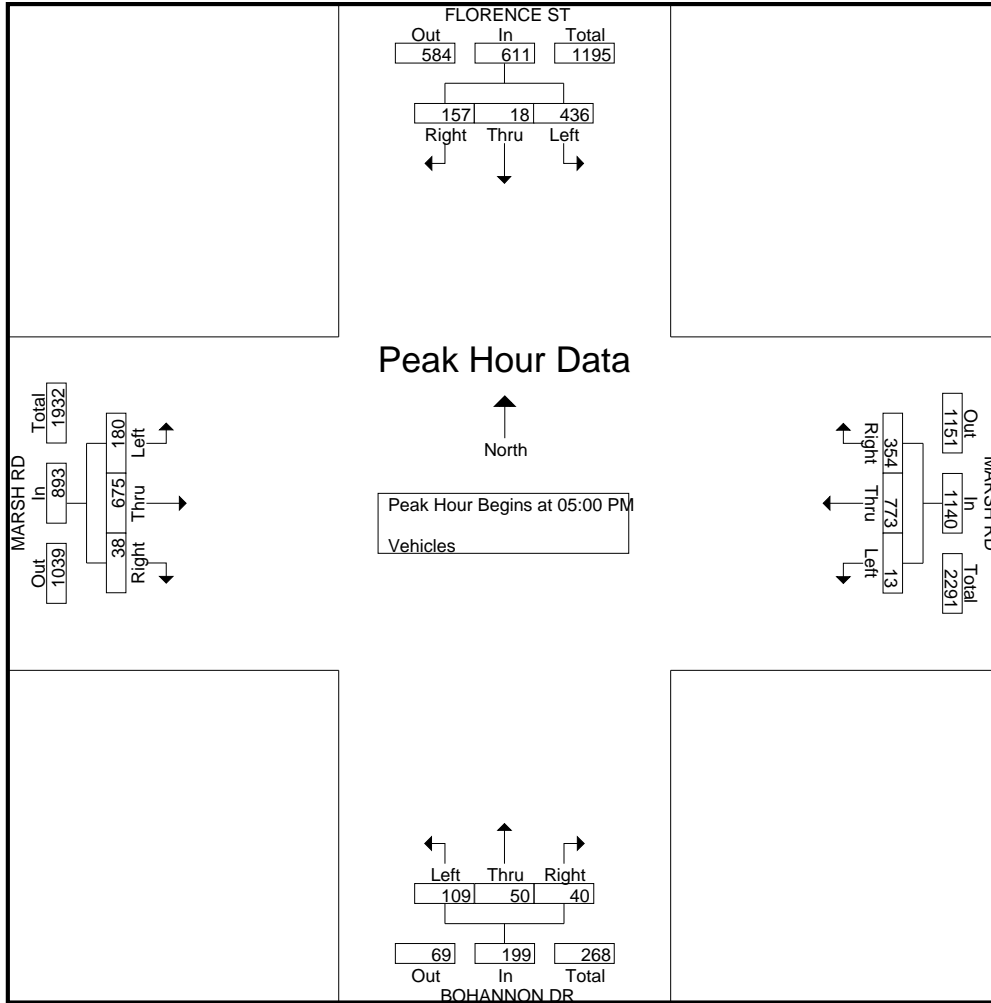 FLORENCE ST
Out In Total
584 611 1195
157 18 436
Right Thru Left
Peak Hour Data
North
Peak Hour Begins at 05:00 PM
Vehicles
MARSH RD
Total In Out
1932 893 1039
180 675 38
Left Thru Right
MARSH RD
Out In Total
1151 1140 2291
354 773 13
Right Thru Left
Left Thru Right
109 50 40
69 199 268
Out In Total
BOHANNON DR